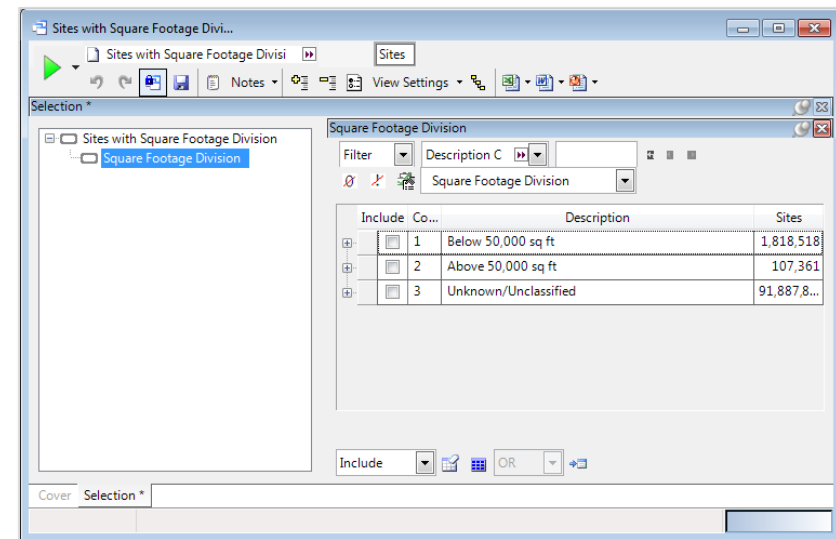 Sites with Square Footage Divi...
Sites with Square Footage Divisi
Sites
Notes
View Settings
Selection *
Sites with Square Footage Division
Square Footage Division
Square Footage Division
Filter
Description C
Square Footage Division
Include Co... Description Sites
1 Below 50,000 sq ft 1,818,518
2 Above 50,000 sq ft 107,361
3 Unknown/Unclassified 91,887,8...
Include
OR
Cover Selection *